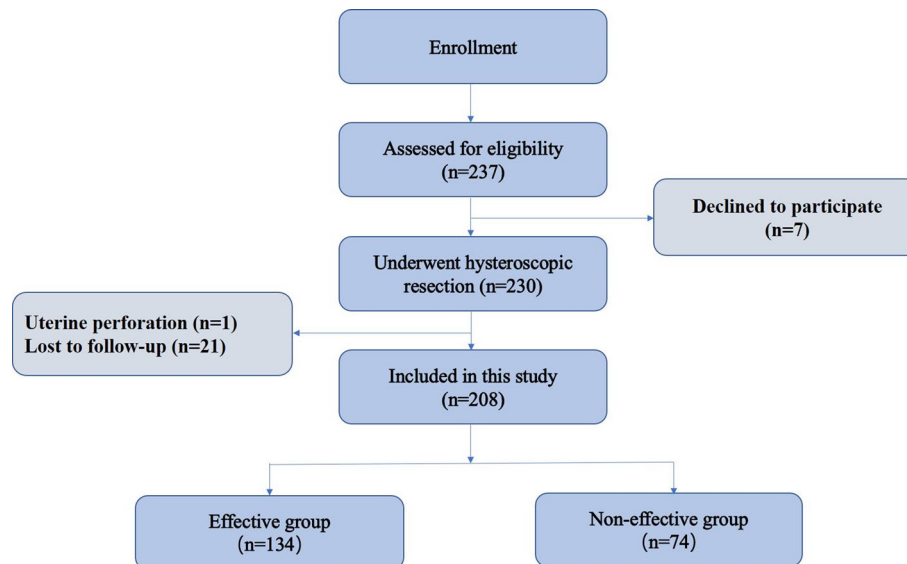 Enrollment
Assessed for eligibility
(n=237)
Declined to participate
(n=7)
Underwent hysteroscopic
resection (n=230)
Uterine perforation (n=1)
Lost to follow-up (n=21)
Included in this study
(n=208)
Effective group
(n=134)
Non-effective group
(n=74)